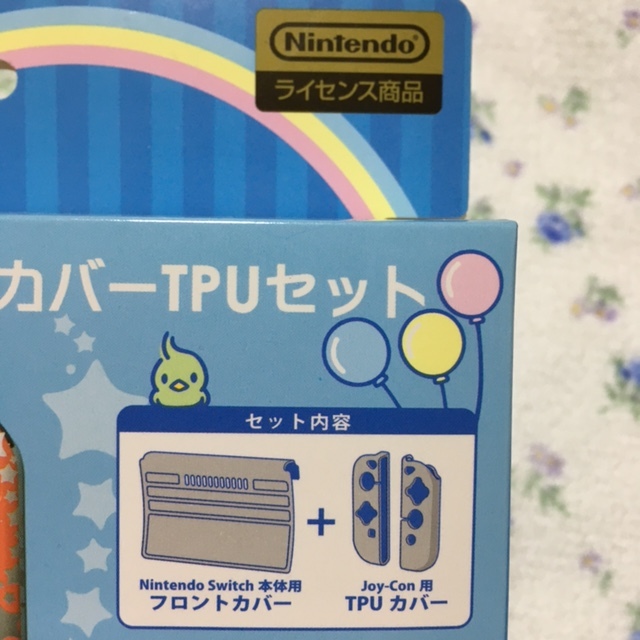 Nintendo
ライセンス商品
カバーTPUセット
セット内容
+
Nintendo Switch 本体用
フロントカバー
Joy-Con 用
TPU カバー